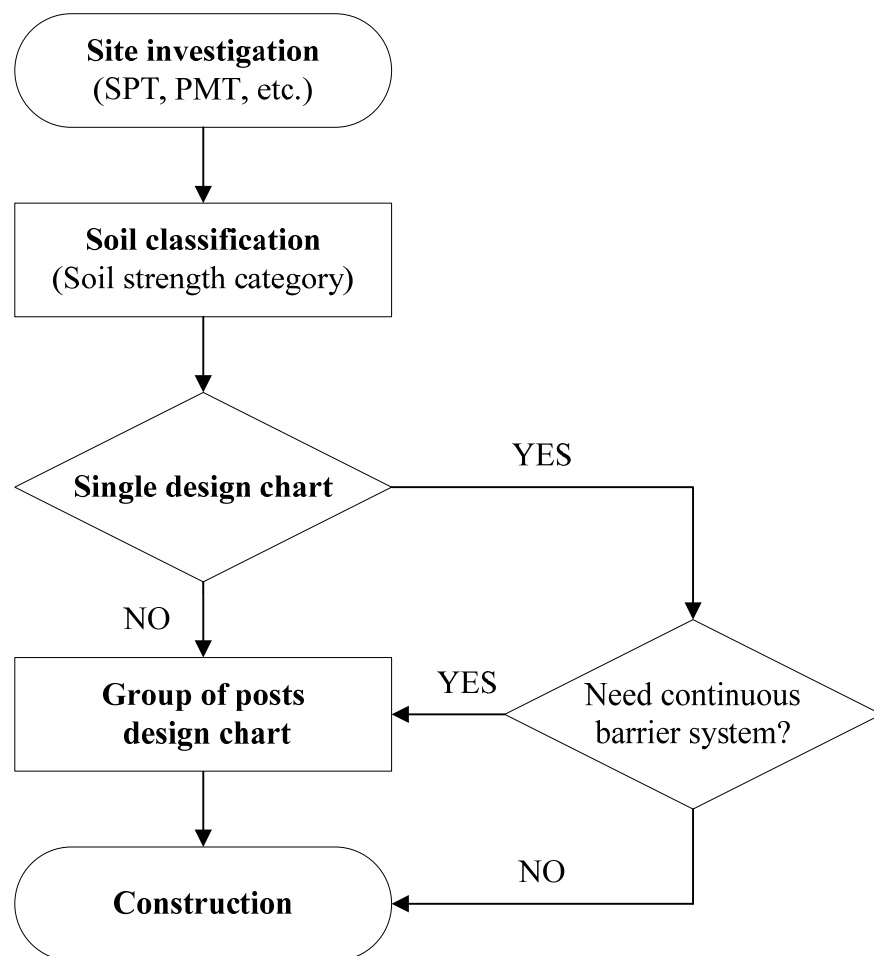 Site investigation
(SPT, PMT, etc.)
Soil classification
(Soil strength category)
Single design chart
YES
NO
Group of posts
design chart
YES
Need continuous
barrier system?
NO
Construction